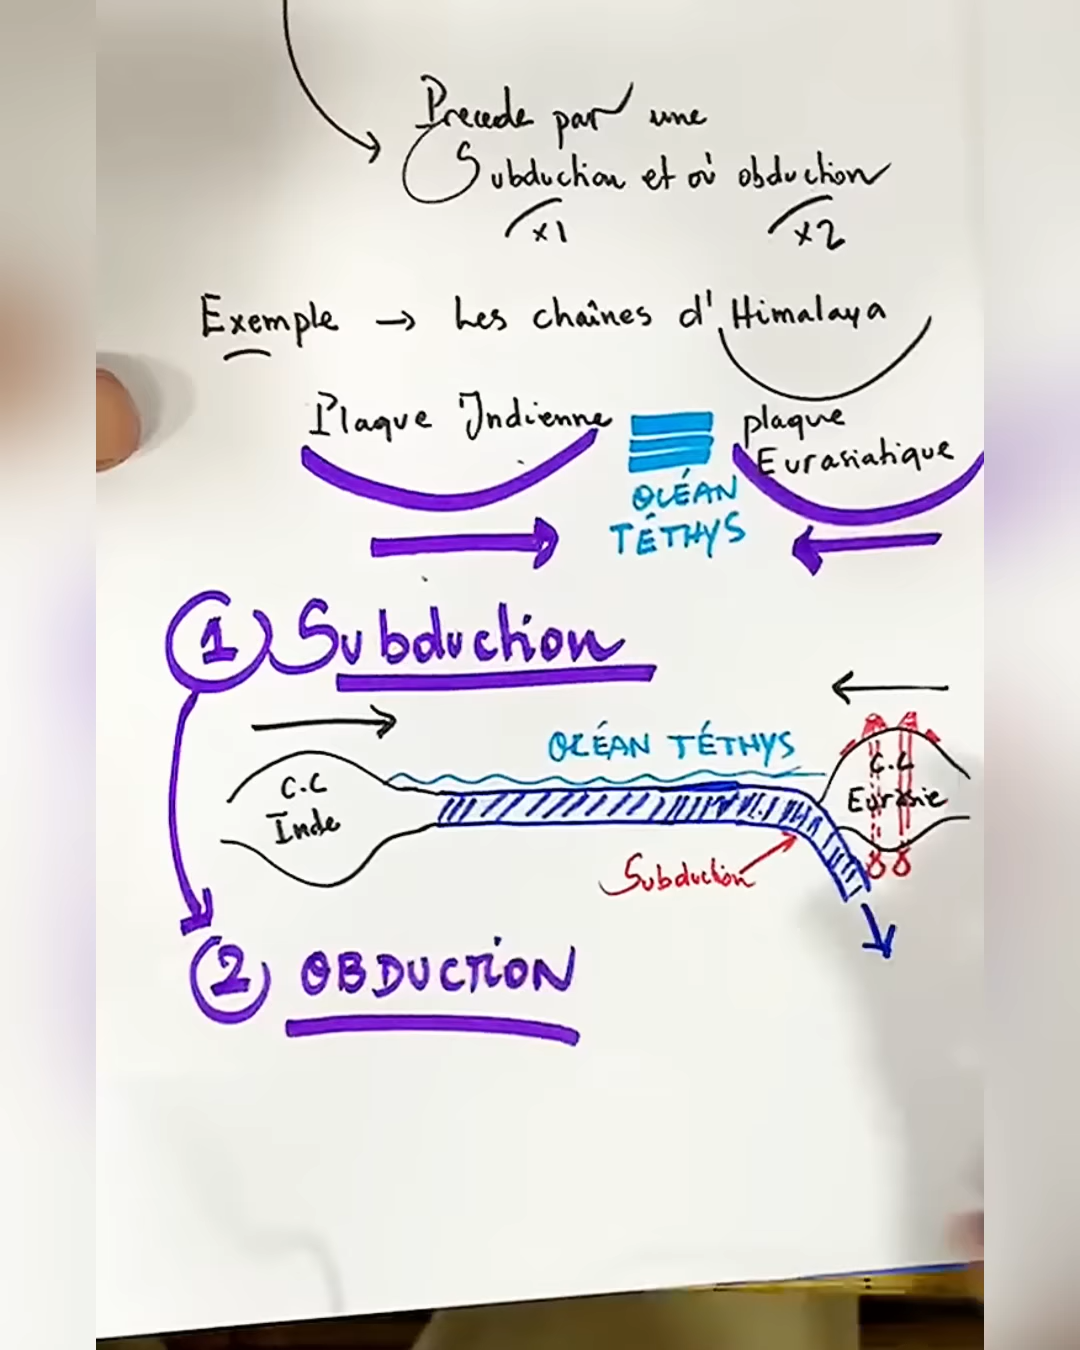 Precede par une
Subduction et où obduction
x1
x2
Exemple → Les chaînes d'Himalaya
Plaque Indienne
plaque
Eurasiatique
OCÉAN
TÉTHYS
1 Subduction
OCÉAN TÉTHYS
C.C
Inde
C.C
Eurasie
Subduction
2 OBDUCTION